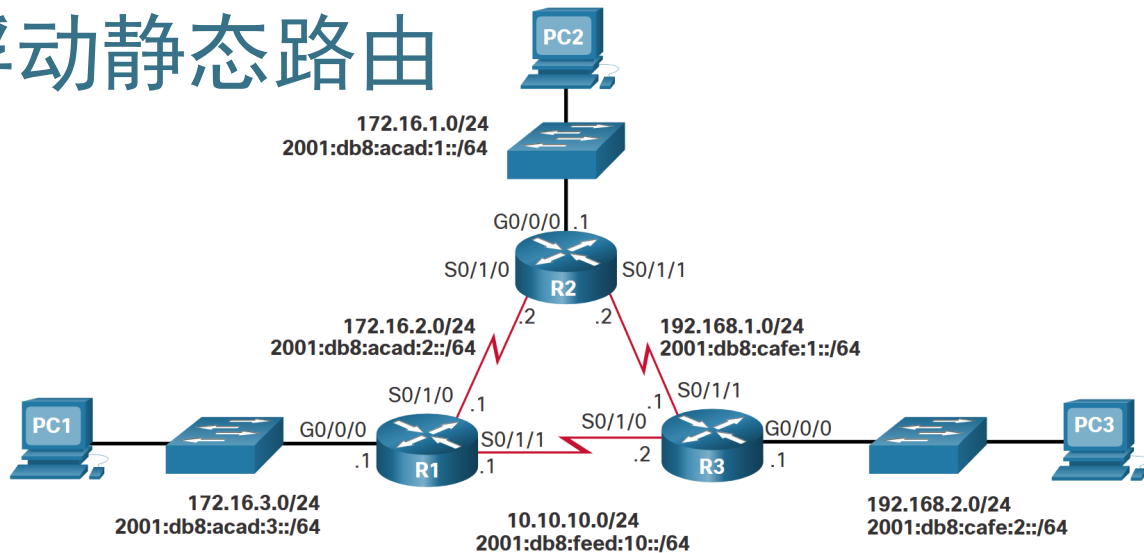 动静态路由
PC2
172.16.1.0/24
2001:db8:acad:1::/64
G0/0/0 .1
S0/1/0
S0/1/1
R2
.2
.2
172.16.2.0/24
2001:db8:acad:2::/64
192.168.1.0/24
2001:db8:cafe:1::/64
S0/1/0
.1
S0/1/1
.1
PC1
G0/0/0
.1
R1
S0/1/1
.1
S0/1/0
.2
R3
G0/0/0
.1
PC3
172.16.3.0/24
2001:db8:acad:3::/64
10.10.10.0/24
2001:db8:feed:10::/64
192.168.2.0/24
2001:db8:cafe:2::/64